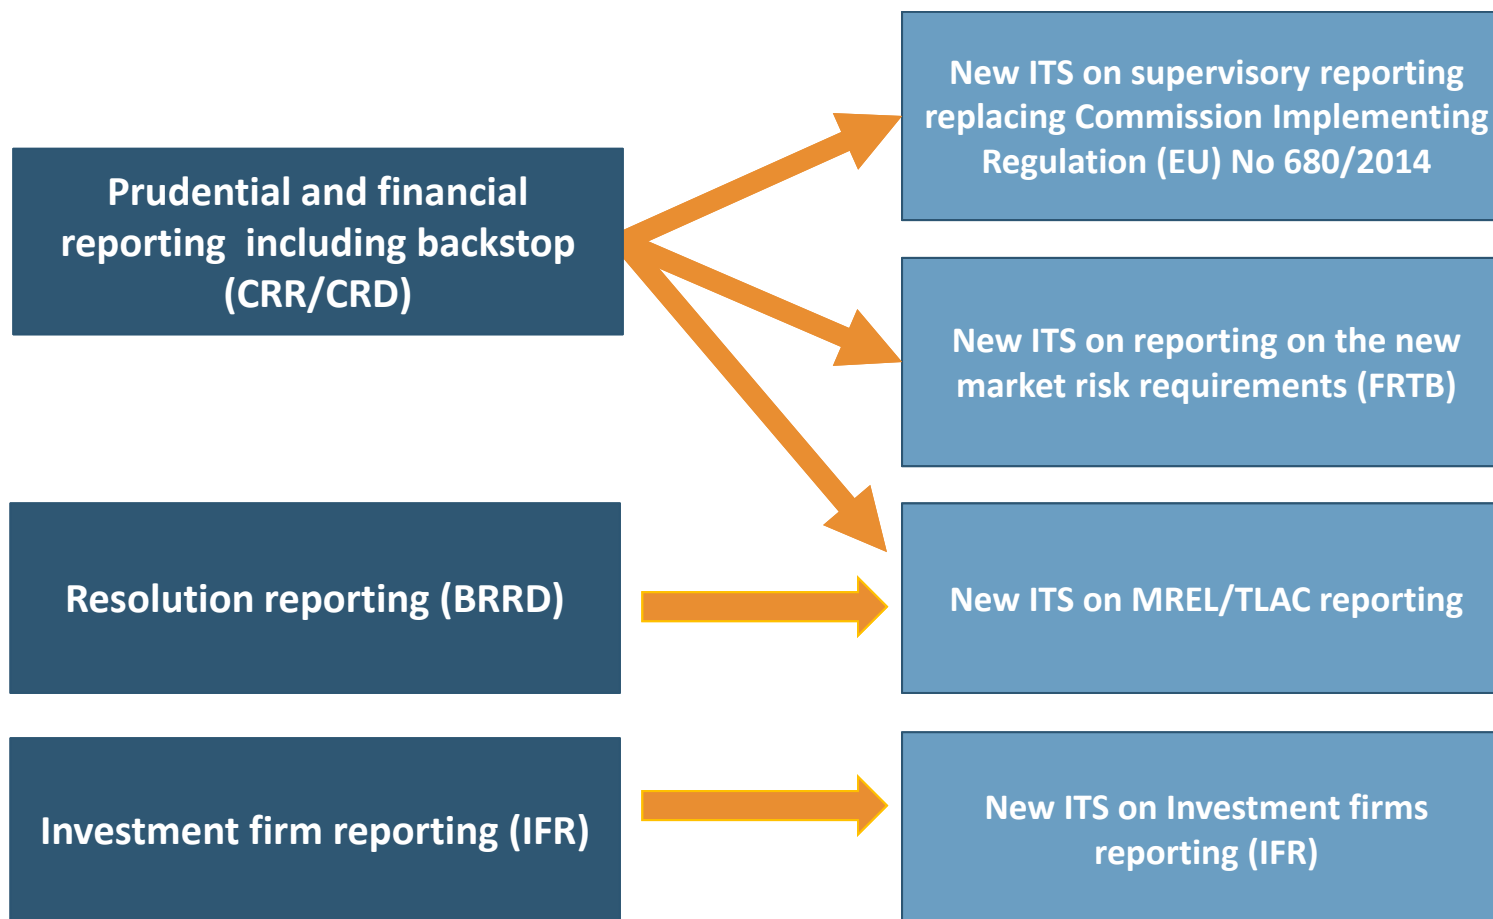 Prudential and financial
reporting including backstop
(CRR/CRD)
New ITS on supervisory reporting
replacing Commission Implementing
Regulation (EU) No 680/2014
New ITS on reporting on the new
market risk requirements (FRTB)
Resolution reporting (BRRD)
New ITS on MREL/TLAC reporting
Investment firm reporting (IFR)
New ITS on Investment firms
reporting (IFR)